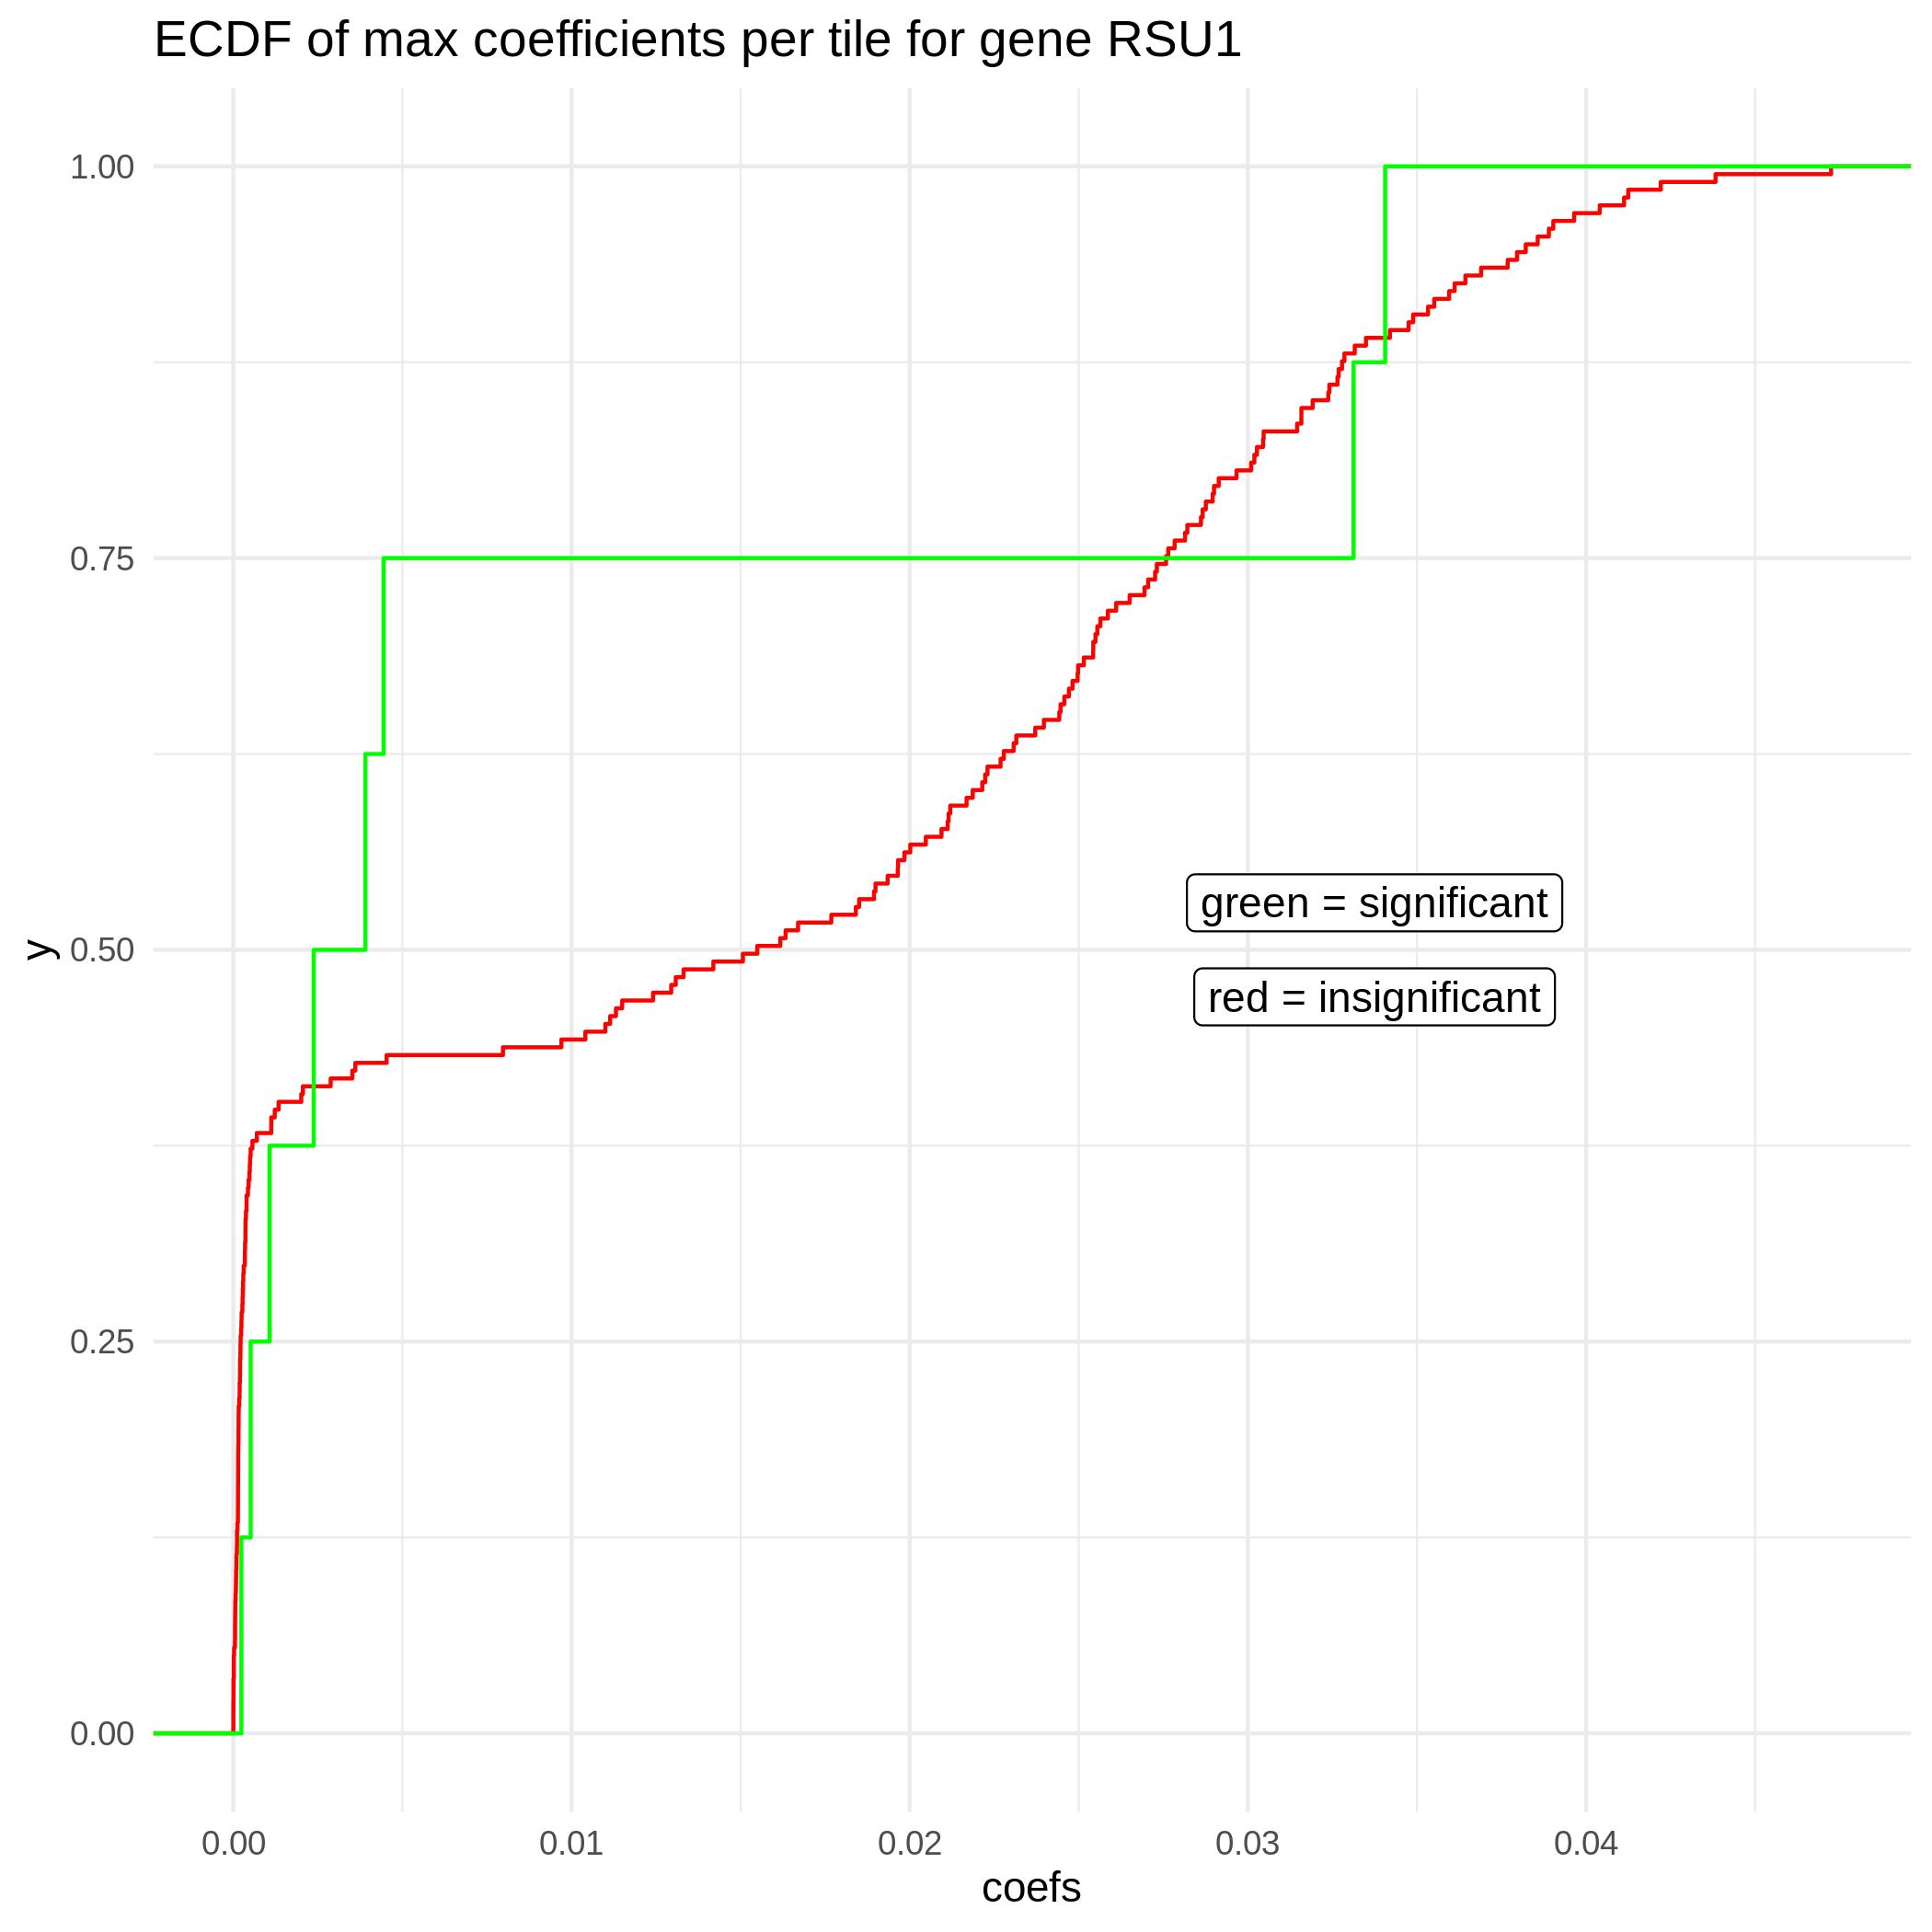 ECDF of max coefficients per tile for gene RSU1
1.00
0.75
0.50
0.25
0.00
y
green = significant
red = insignificant
0.00 0.01 0.02 0.03 0.04
coefs